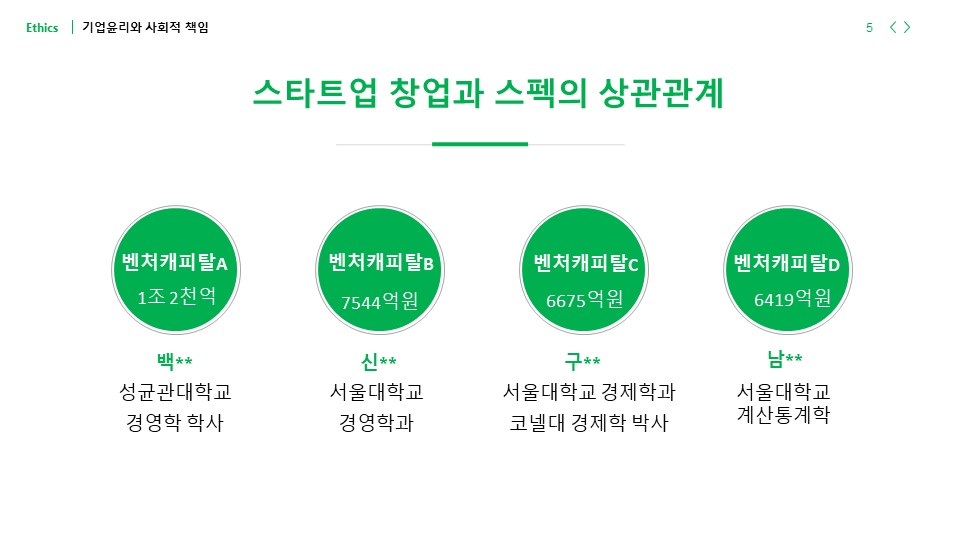 Ethics 기업윤리와 사회적 책임 5
스타트업 창업과 스펙의 상관관계
벤처캐피탈A
1조 2천억
벤처캐피탈B
7544억원
벤처캐피탈C
6675억원
벤처캐피탈D
6419억원
백**
성균관대학교
경영학 학사
신**
서울대학교
경영학과
구**
서울대학교 경제학과
코넬대 경제학 박사
남**
서울대학교
계산통계학